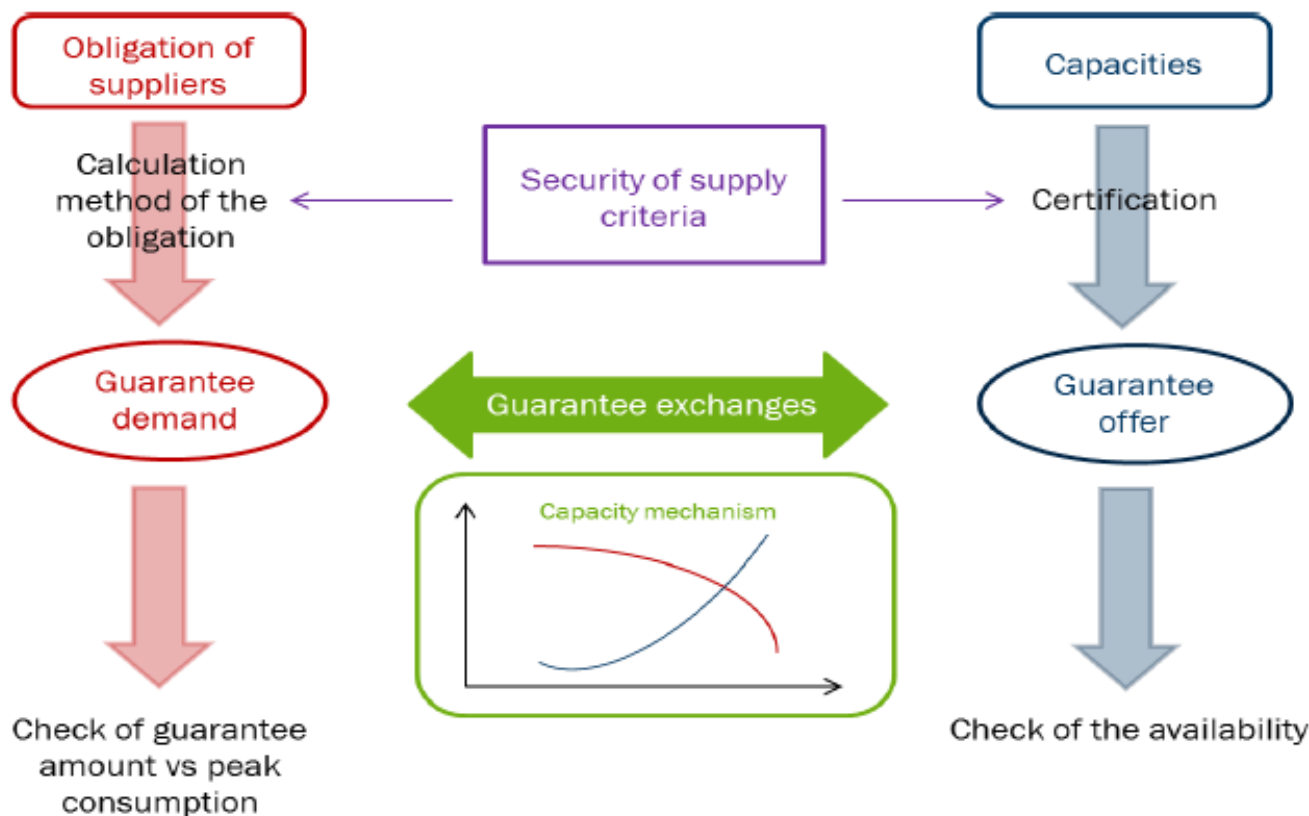 Obligation of
suppliers
Capacities
Calculation
method of the
obligation
Security of supply
criteria
Certification
Guarantee
demand
Guarantee exchanges
Guarantee
offer
Capacity mechanism
Check of guarantee
amount vs peak
consumption
Check of the availability